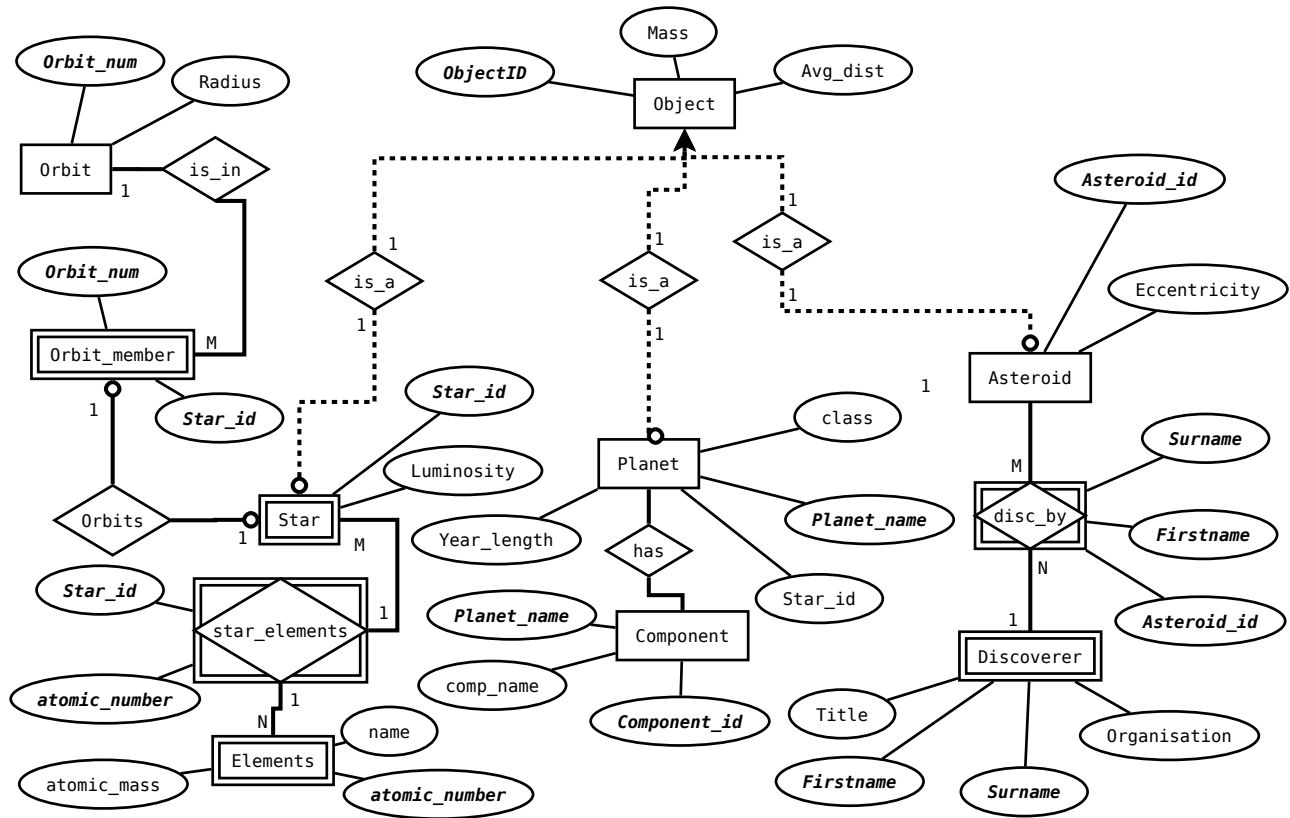 Mass
Orbit_num
ObjectID
Avg_dist
Radius
Object
Orbit
is_in
1
Asteroid_id
1
1
1
is_a
Orbit_num
is_a
is_a
1
Eccentricity
1
1
M
Orbit_member
Asteroid
1
Star_id
1
Star_id
class
Surname
Luminosity
Planet
M
Orbits
Star
disc_by
Planet_name
Firstname
1
M
Year_length
has
N
Star_id
Star_id
1
Planet_name
1
Asteroid_id
star_elements
Component
Discoverer
comp_name
atomic_number
1
N
Component_id
Title
name
Organisation
Elements
atomic_mass
atomic_number
Firstname
Surname